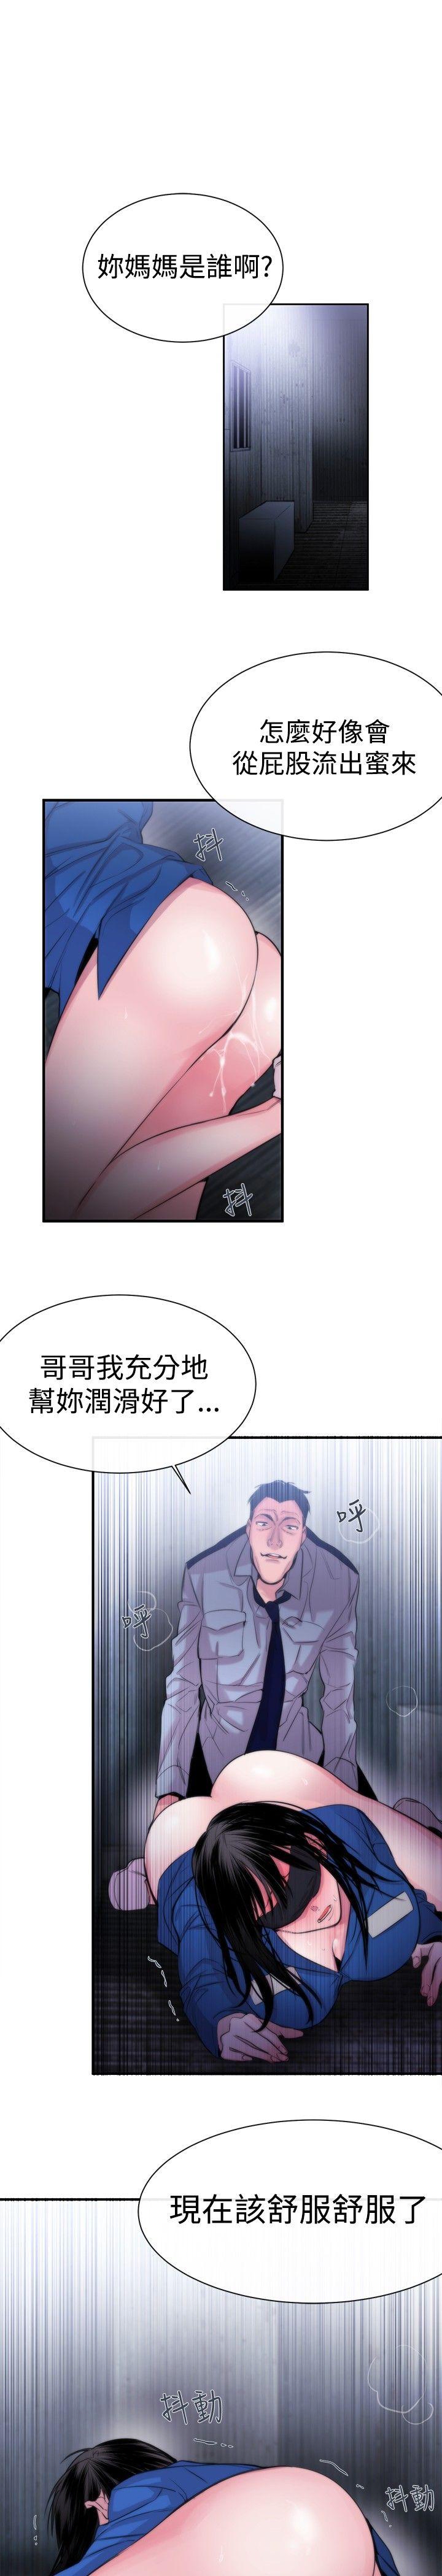 妳媽媽是誰啊?
怎麼好像會
從屁股流出蜜來
抖
抖
哥哥我充分地
幫妳潤滑好了...
呼
呼
現在該舒服舒服了
抖動
抖動